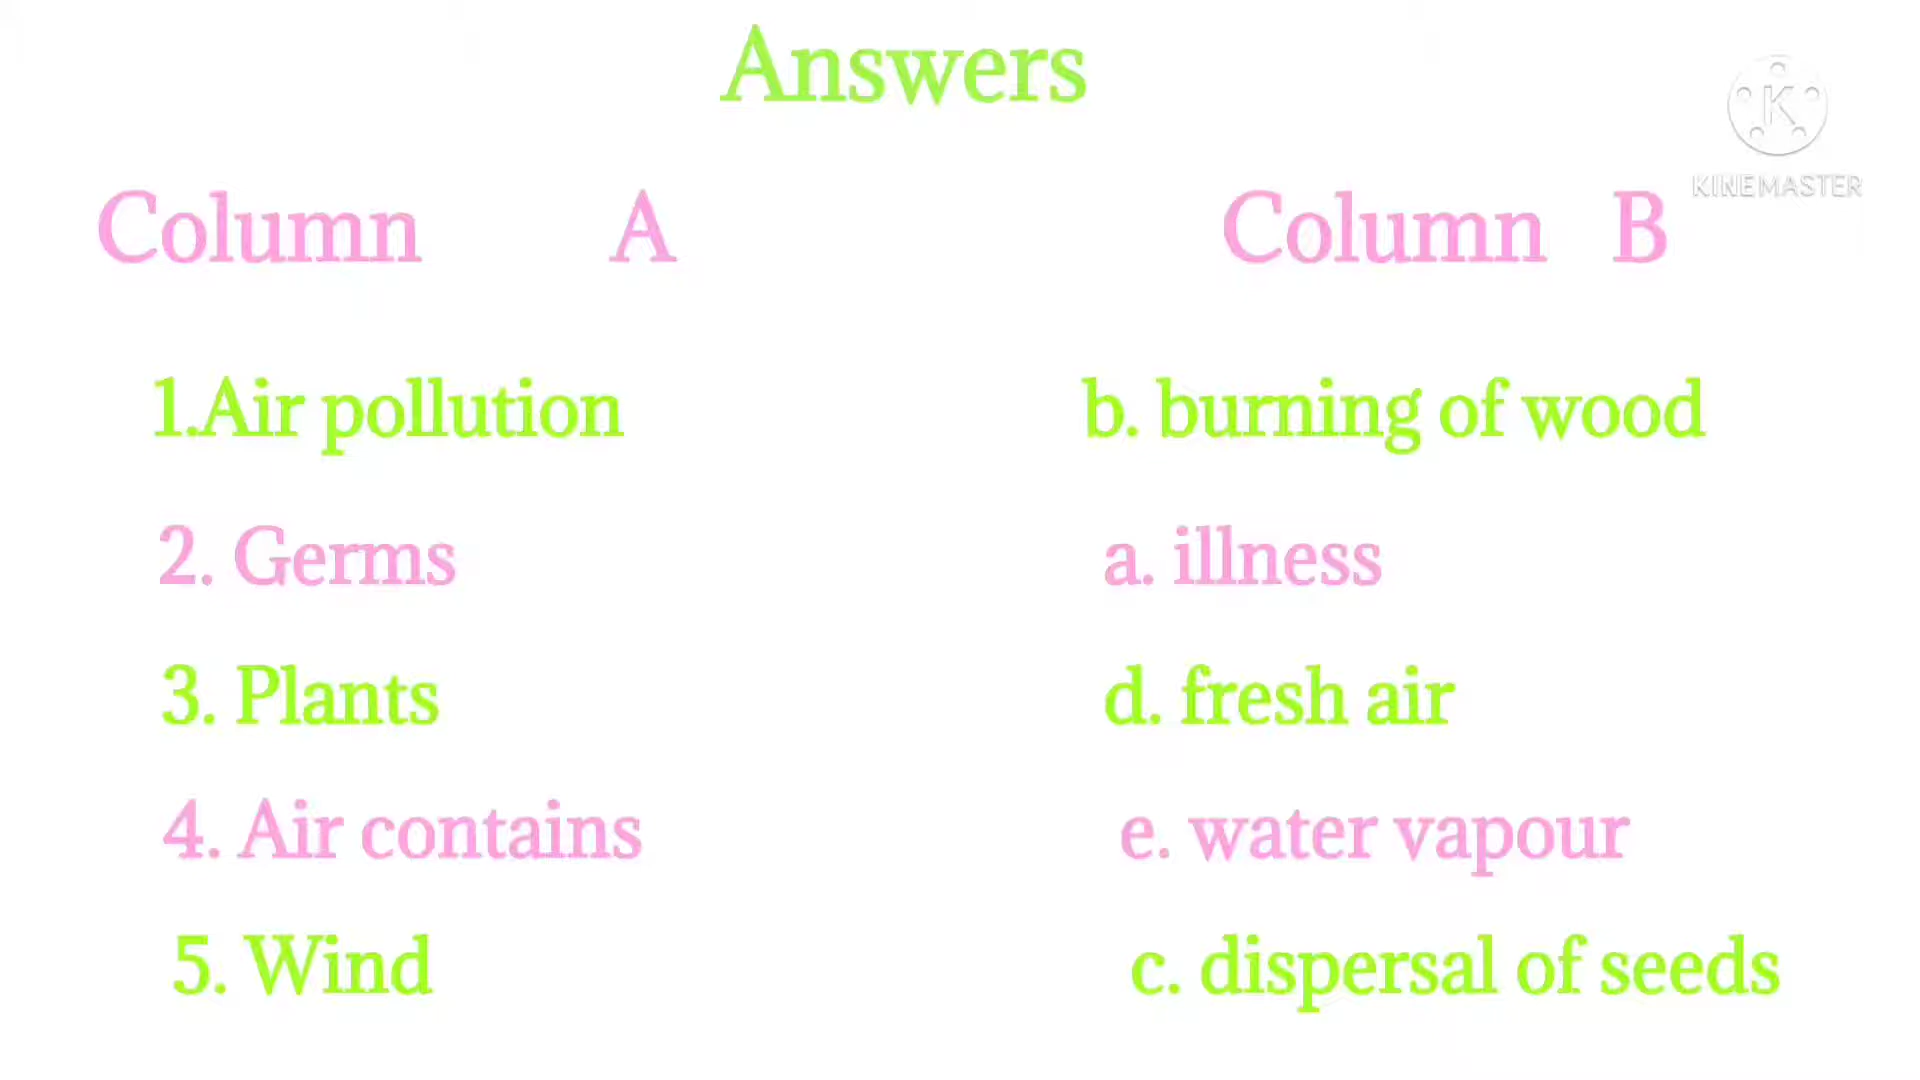 Answers
KINEMASTER
Column A Column B
1.Air pollution b. burning of wood
2. Germs a. illness
3. Plants d. fresh air
4. Air contains e. water vapour
5. Wind c. dispersal of seeds